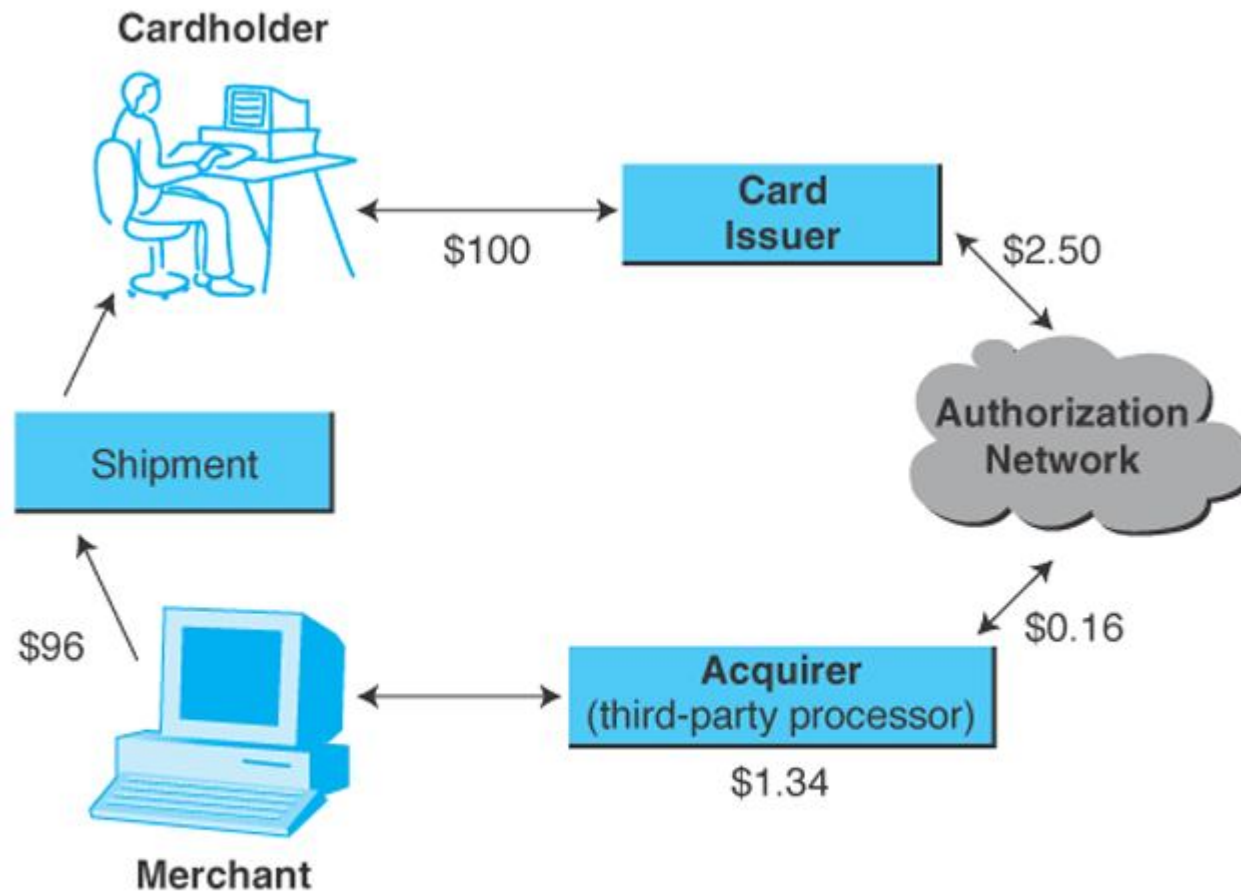 Cardholder
Card
Issuer
$100
$2.50
Authorization
Network
Shipment
$96
$0.16
Acquirer
(third-party processor)
$1.34
Merchant